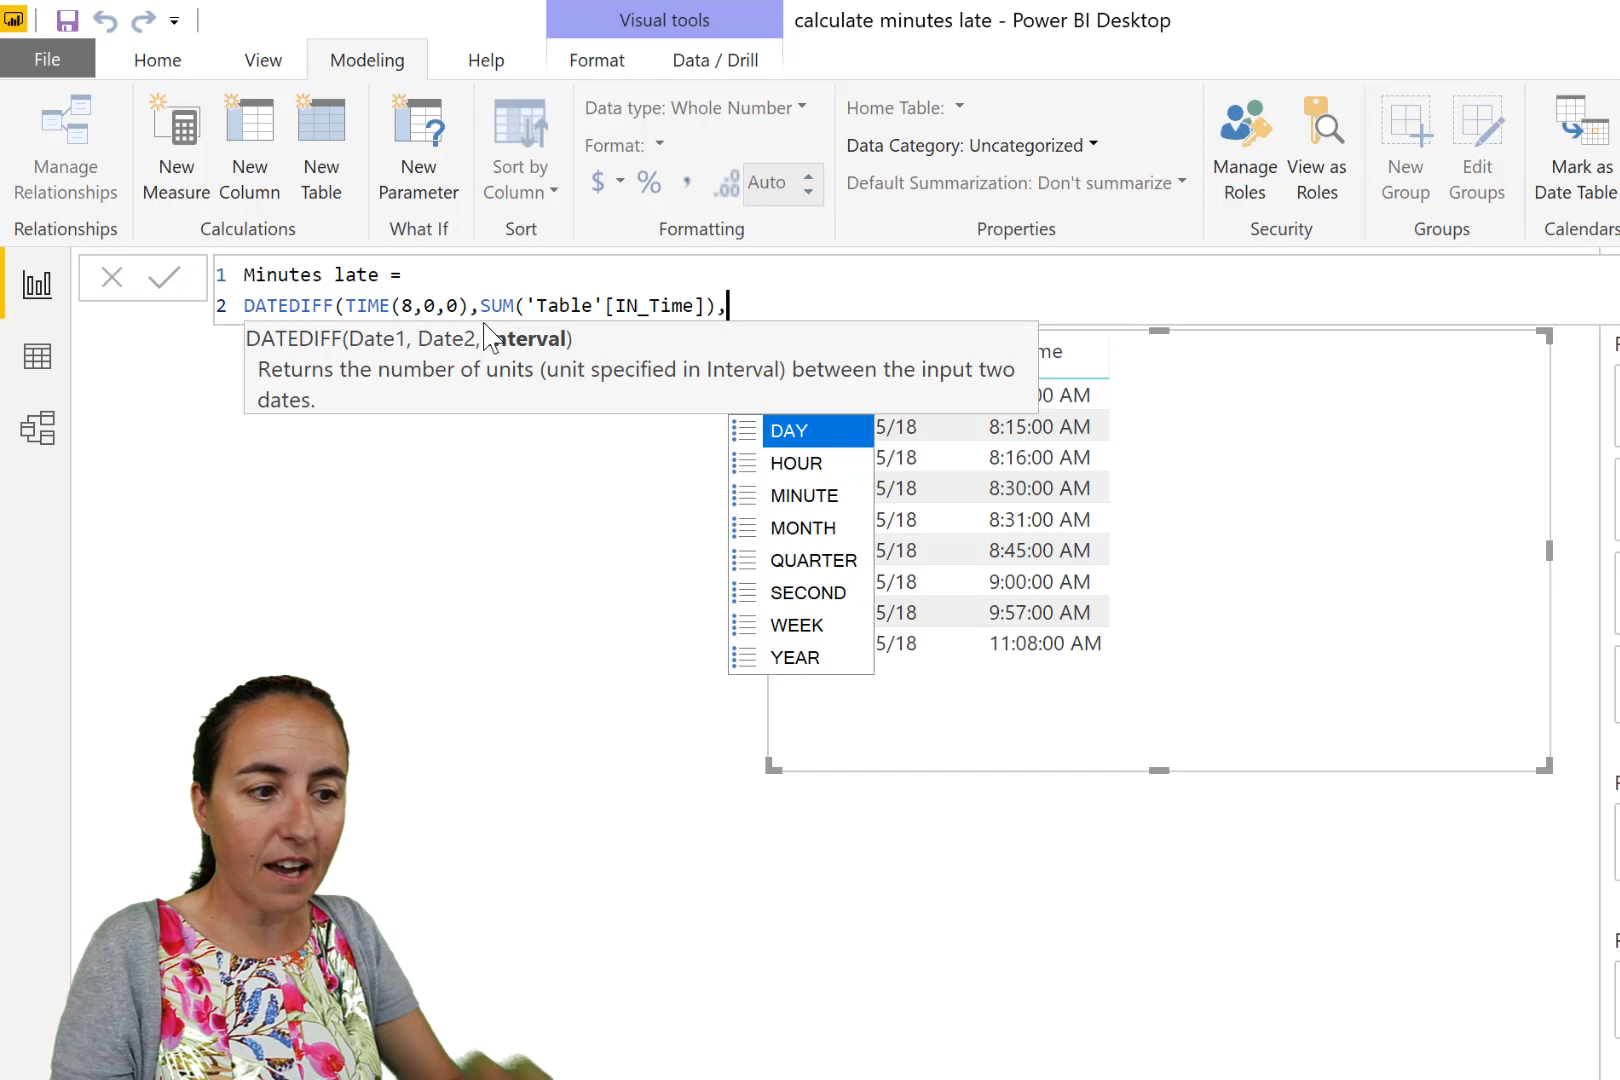 Visual tools
calculate minutes late - Power BI Desktop
File
Home
View
Modeling
Help
Format
Data / Drill
Manage
Relationships
New
Measure
New
Column
New
Table
New
Parameter
Sort by
Column
Data type: Whole Number
Format:
$ % , .00 Auto
Home Table:
Data Category: Uncategorized
Default Summarization: Don't summarize
Manage
Roles
View as
Roles
New
Group
Edit
Groups
Mark as
Date Table
Relationships
Calculations
What If
Sort
Formatting
Properties
Security
Groups
Calendars
1 Minutes late =
2 DATEDIFF(TIME(8,0,0),SUM('Table'[IN_Time]),
DATEDIFF(Date1, Date2, Interval)
Returns the number of units (unit specified in Interval) between the input two
dates.
me
00 AM
DAY
HOUR
MINUTE
MONTH
QUARTER
SECOND
WEEK
YEAR
5/18 8:15:00 AM
5/18 8:16:00 AM
5/18 8:30:00 AM
5/18 8:31:00 AM
5/18 8:45:00 AM
5/18 9:00:00 AM
5/18 9:57:00 AM
5/18 11:08:00 AM